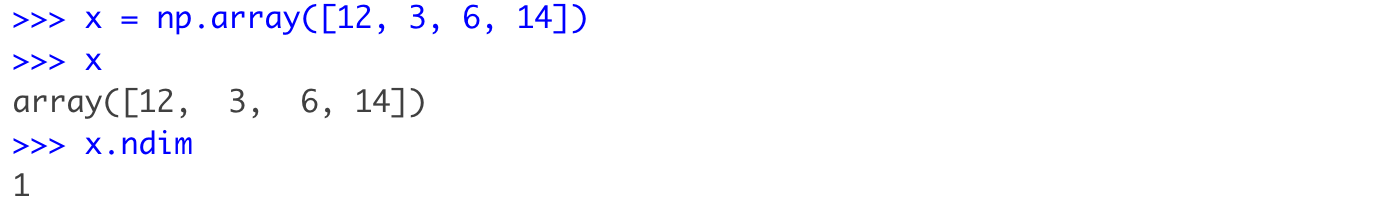 >>> x = np.array([12, 3, 6, 14])
>>> x
array([12,  3,  6, 14])
>>> x.ndim
1